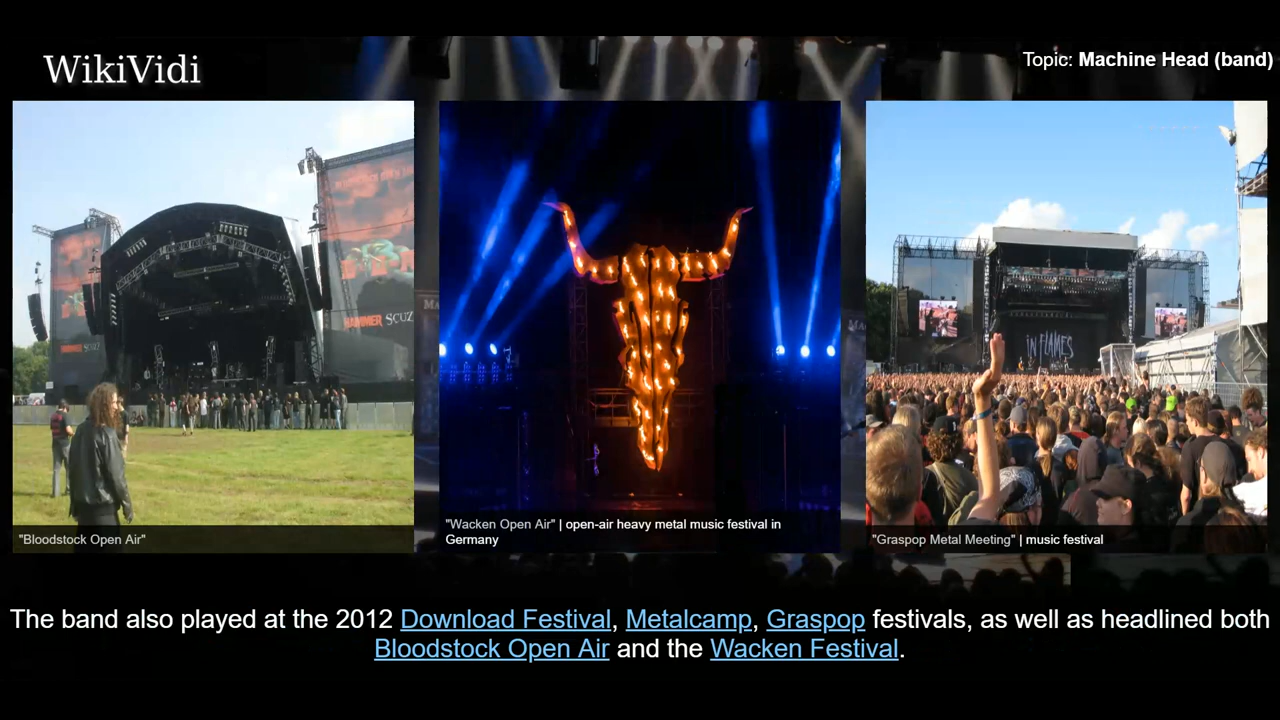 WikiVidi
Topic: Machine Head (band)
HAMMER SCUZZ
IN FLAMES
"Bloodstock Open Air"
"Wacken Open Air" | open-air heavy metal music festival in
Germany
"Graspop Metal Meeting" | music festival
The band also played at the 2012 Download Festival, Metalcamp, Graspop festivals, as well as headlined both
Bloodstock Open Air and the Wacken Festival.